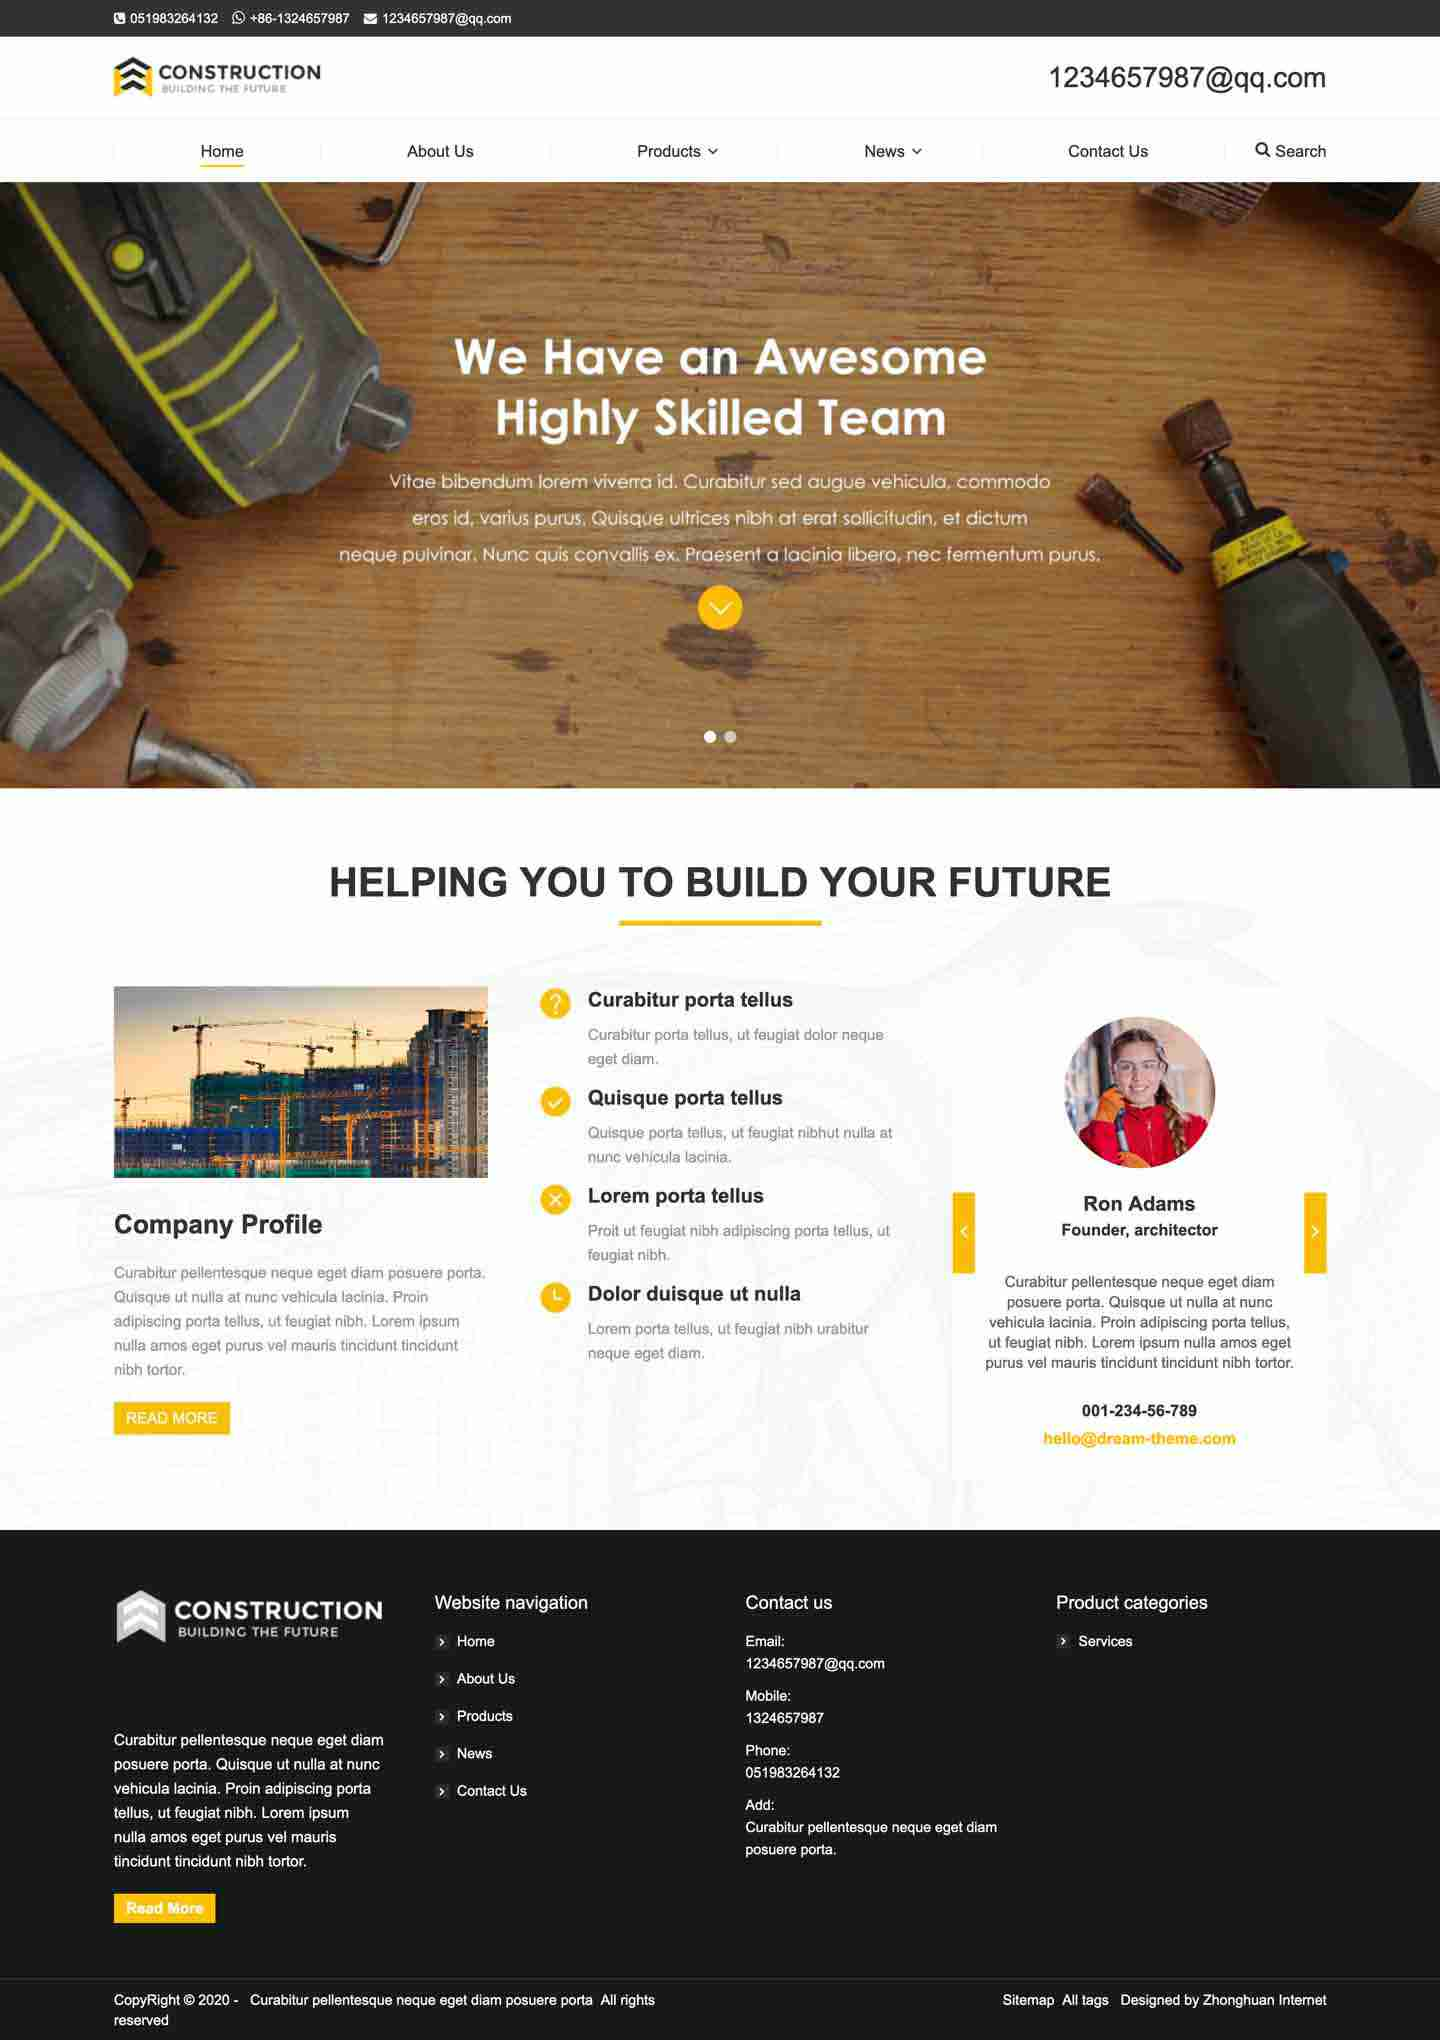 051983264132 +86-1324657987 1234657987@qq.com
CONSTRUCTION
BUILDING THE FUTURE
1234657987@qq.com
Home About Us Products News Contact Us Search
We Have an Awesome
Highly Skilled Team
Vitae bibendum lorem viverra id. Curabitur sed augue vehicula, commodo
eros id, varius purus. Quisque ultrices nibh at erat sollicitudin, et dictum
neque pulvinar. Nunc quis convallis ex. Praesent a lacinia libero, nec fermentum purus.
HELPING YOU TO BUILD YOUR FUTURE
Company Profile
Curabitur pellentesque neque eget diam posuere porta.
Quisque ut nulla at nunc vehicula lacinia. Proin
adipiscing porta tellus, ut feugiat nibh. Lorem ipsum
nulla amos eget purus vel mauris tincidunt tincidunt
nibh tortor.
READ MORE
Curabitur porta tellus
Curabitur porta tellus, ut feugiat dolor neque
eget diam.
Quisque porta tellus
Quisque porta tellus, ut feugiat nibhut nulla at
nunc vehicula lacinia.
Lorem porta tellus
Proit ut feugiat nibh adipiscing porta tellus, ut
feugiat nibh.
Dolor duisque ut nulla
Lorem porta tellus, ut feugiat nibh urabitur
neque eget diam.
Ron Adams
Founder, architector
Curabitur pellentesque neque eget diam
posuere porta. Quisque ut nulla at nunc
vehicula lacinia. Proin adipiscing porta tellus,
ut feugiat nibh. Lorem ipsum nulla amos eget
purus vel mauris tincidunt tincidunt nibh tortor.
001-234-56-789
hello@dream-theme.com
CONSTRUCTION
BUILDING THE FUTURE
Curabitur pellentesque neque eget diam
posuere porta. Quisque ut nulla at nunc
vehicula lacinia. Proin adipiscing porta
tellus, ut feugiat nibh. Lorem ipsum
nulla amos eget purus vel mauris
tincidunt tincidunt nibh tortor.
Read More
Website navigation
Home
About Us
Products
News
Contact Us
Contact us
Email:
1234657987@qq.com
Mobile:
1324657987
Phone:
051983264132
Add:
Curabitur pellentesque neque eget diam
posuere porta.
Product categories
Services
CopyRight © 2020 - Curabitur pellentesque neque eget diam posuere porta All rights
reserved
Sitemap All tags Designed by Zhonghuan Internet